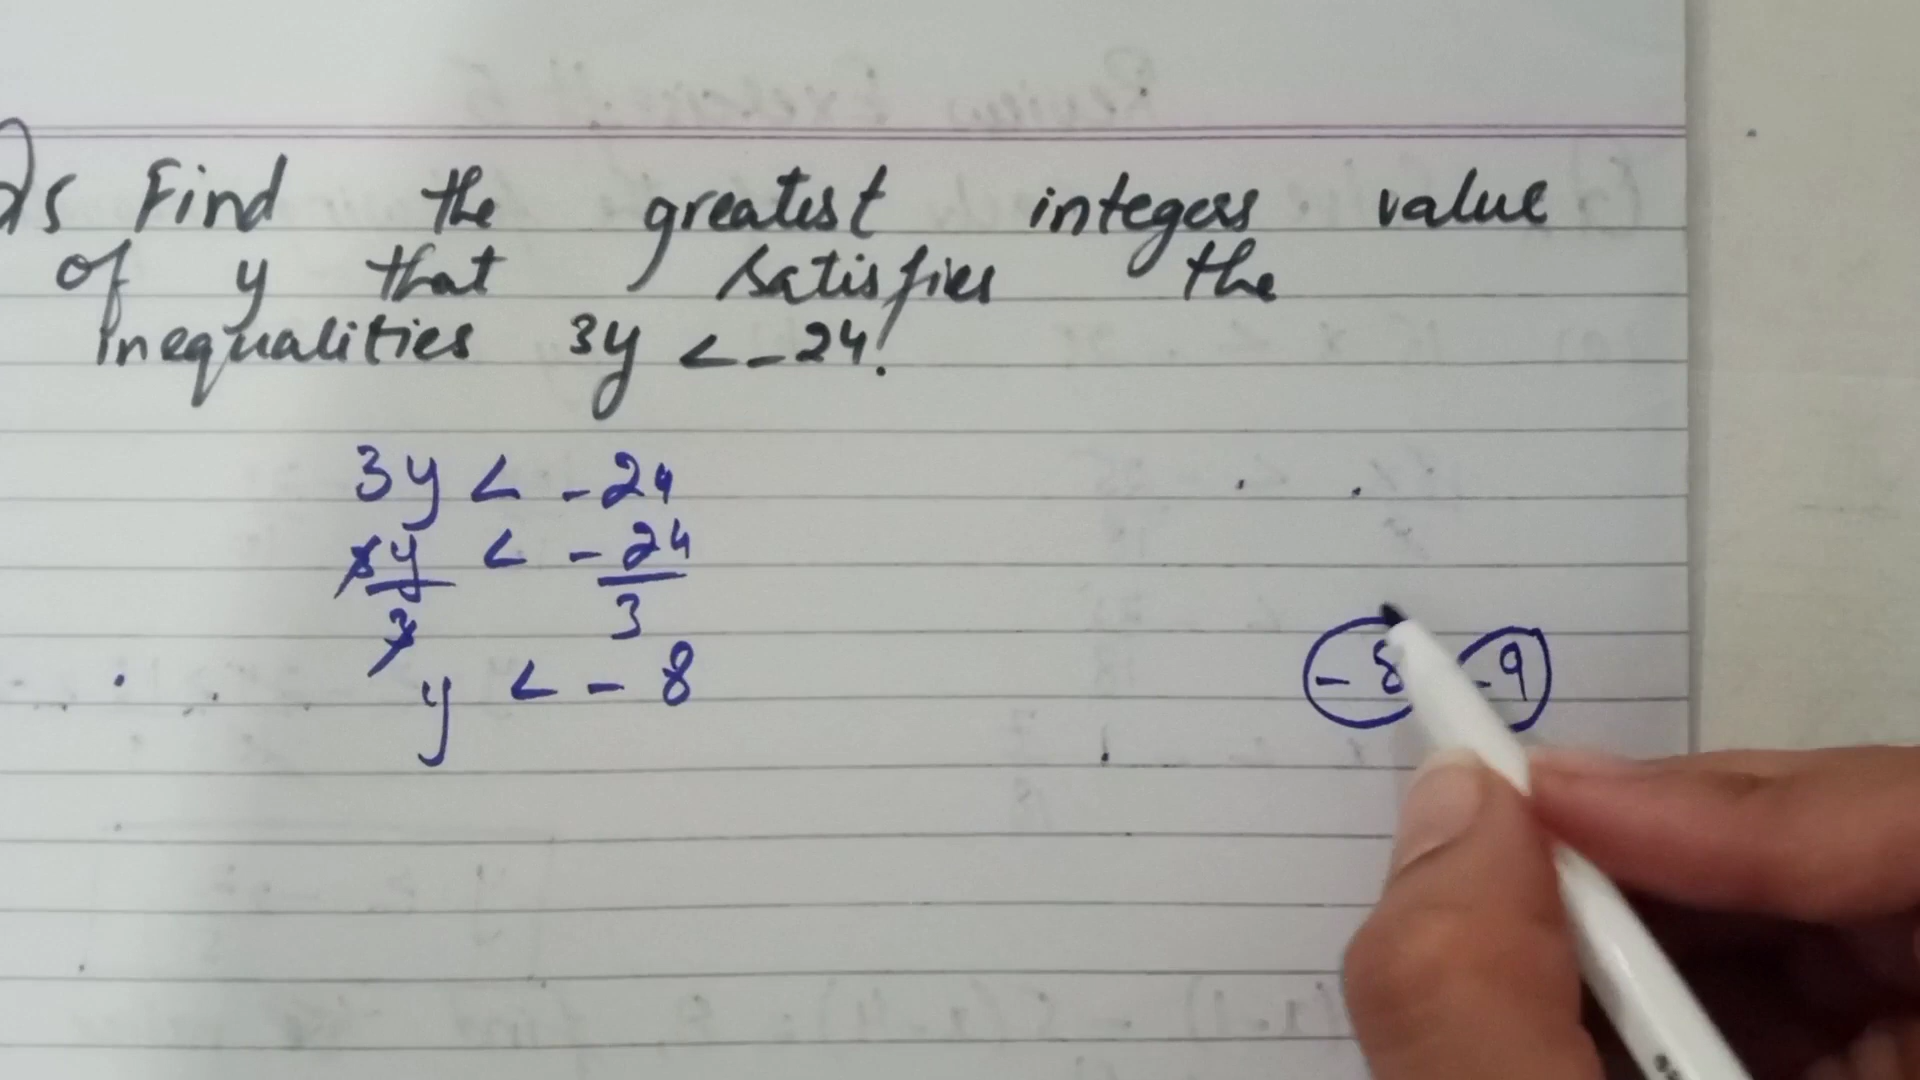 Q5 Find the greatest integers value
of y that satisfies the
inequalities 3y < -24!
3y < -24
3y < -24
3 3
y < -8
-8 -9